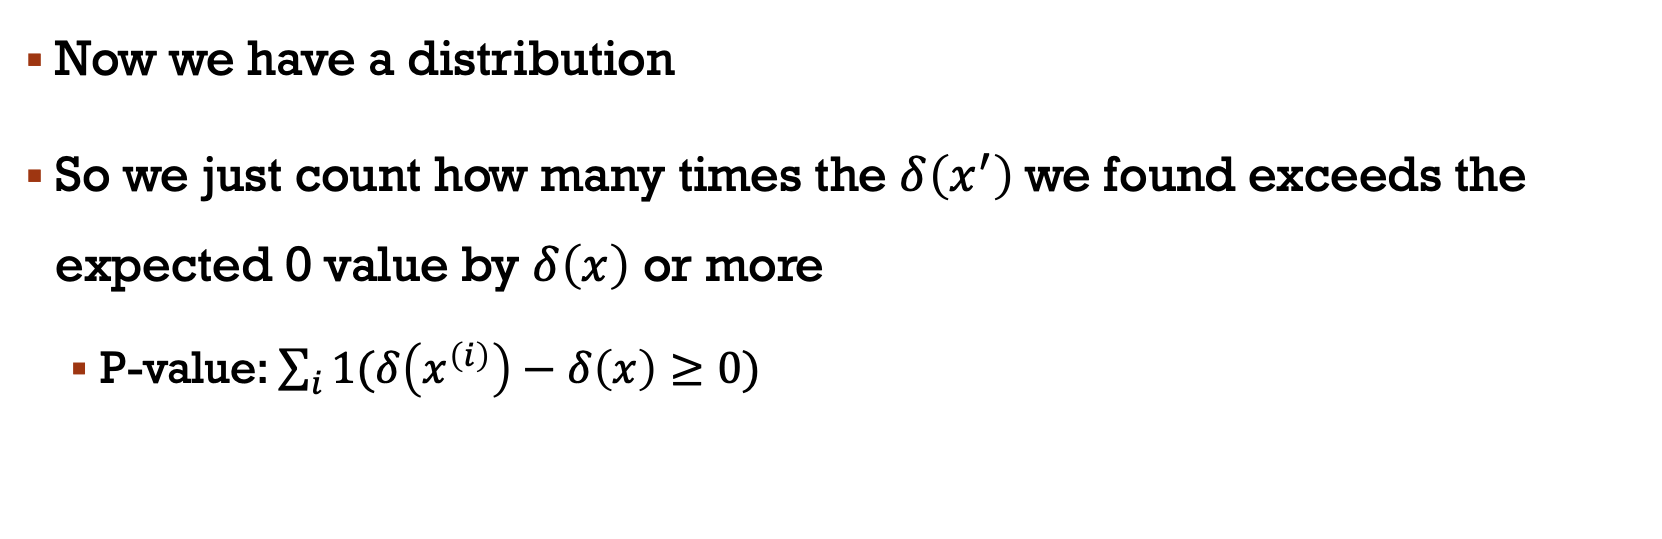 ▪ Now we have a distribution
▪ So we just count how many times the 𝛿(𝑥′) we found exceeds the
expected 0 value by 𝛿(𝑥) or more
▪ P-value: ∑ᵢ 1(𝛿(𝑥⁽ⁱ⁾) − 𝛿(𝑥) ≥ 0)